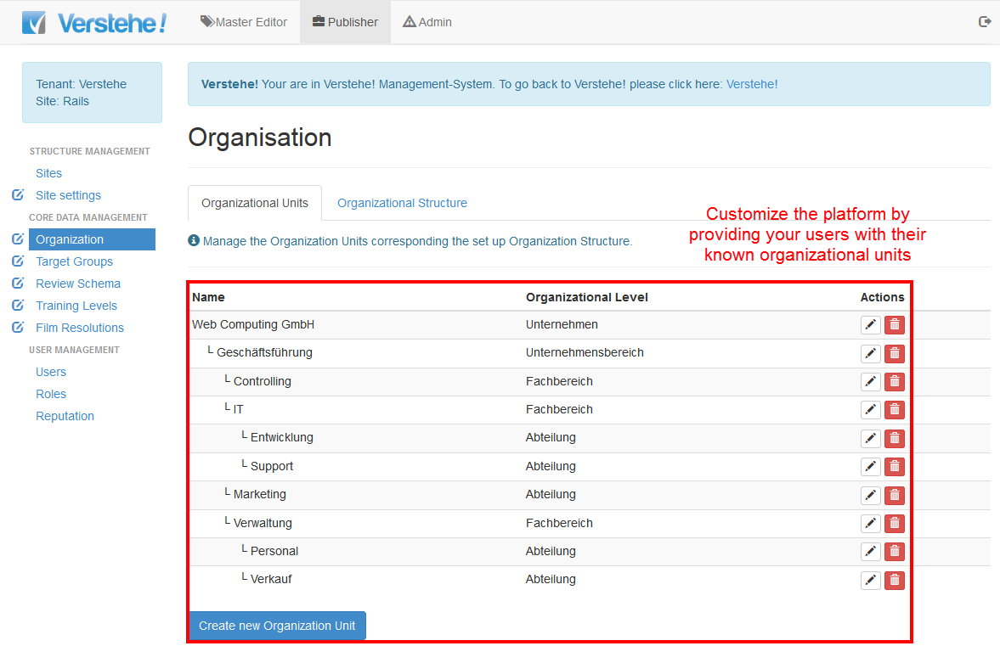 Verstehe!
Master Editor
Publisher
Admin
Tenant: Verstehe
Site: Rails
Verstehe! Your are in Verstehe! Management-System. To go back to Verstehe! please click here: Verstehe!
STRUCTURE MANAGEMENT
Sites
Site settings
CORE DATA MANAGEMENT
Organization
Target Groups
Review Schema
Training Levels
Film Resolutions
USER MANAGEMENT
Users
Roles
Reputation
Organisation
Organizational Units
Organizational Structure
Customize the platform by
providing your users with their
known organizational units
Manage the Organization Units corresponding the set up Organization Structure.
Name Organizational Level Actions
Web Computing GmbH Unternehmen
Geschäftsführung Unternehmensbereich
Controlling Fachbereich
IT Fachbereich
Entwicklung Abteilung
Support Abteilung
Marketing Abteilung
Verwaltung Fachbereich
Personal Abteilung
Verkauf Abteilung
Create new Organization Unit